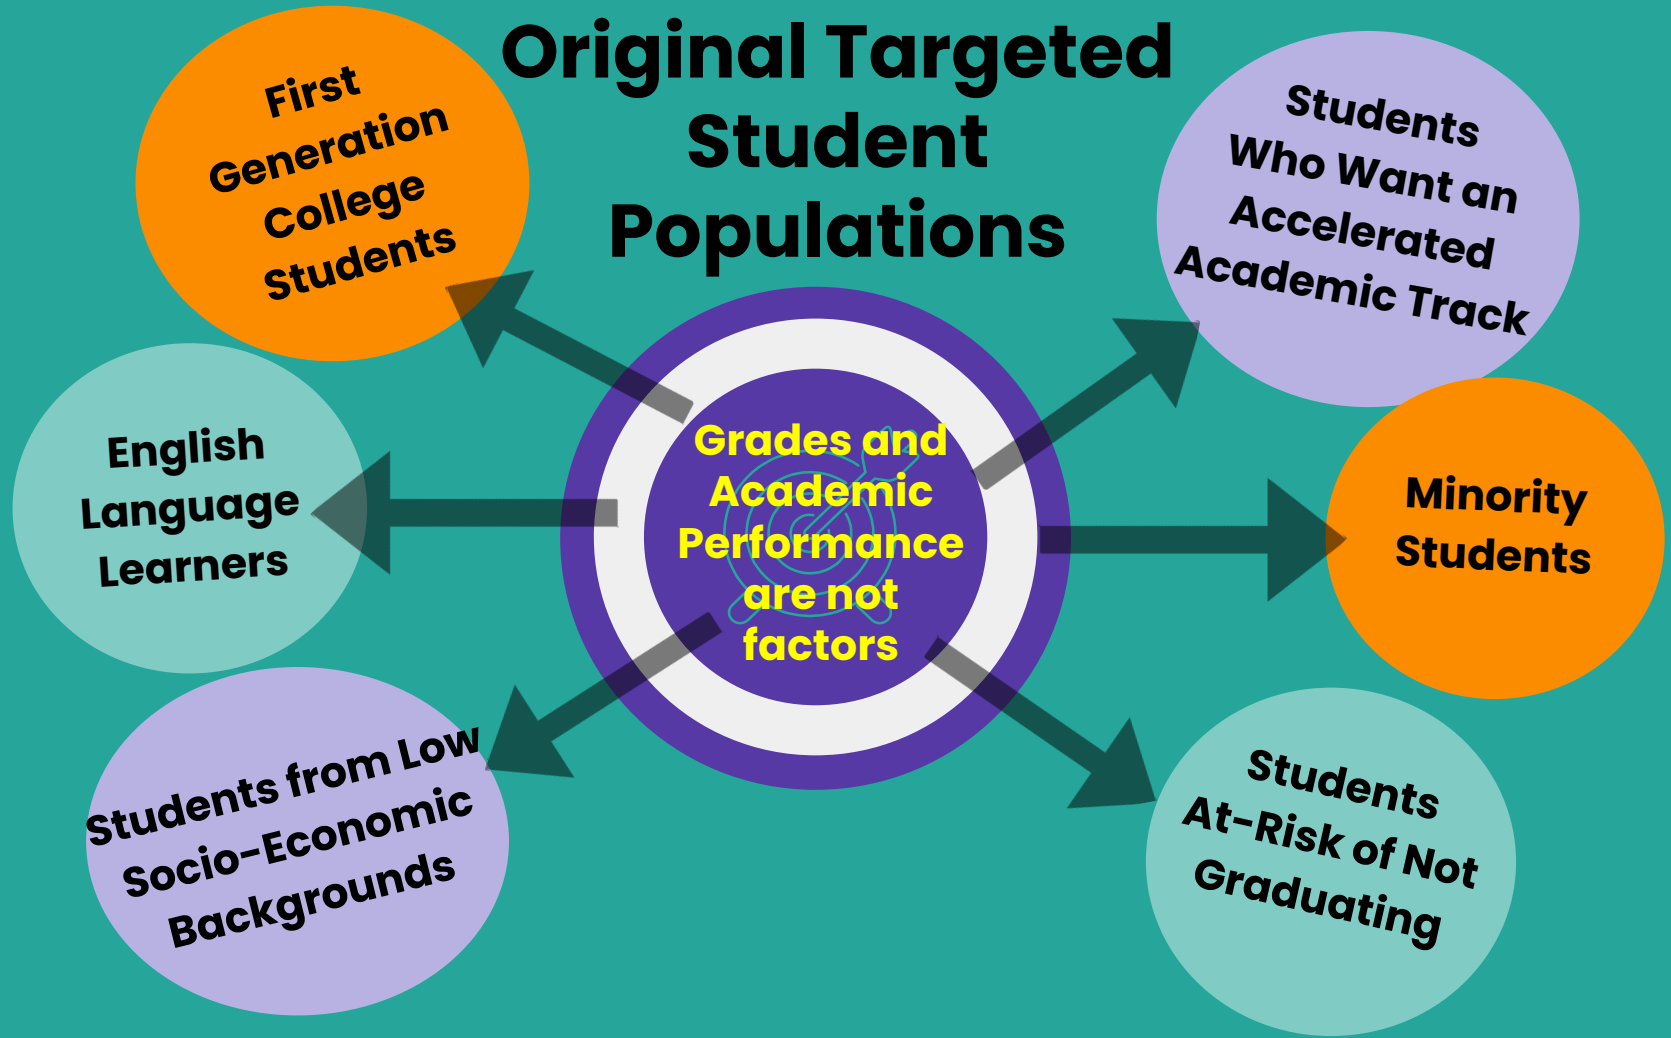 Original Targeted
Student
Populations
First
Generation
College
Students
Students
Who Want an
Accelerated
Academic Track
English
Language
Learners
Grades and
Academic
Performance
are not
factors
Minority
Students
Students from Low
Socio-Economic
Backgrounds
Students
At-Risk of Not
Graduating